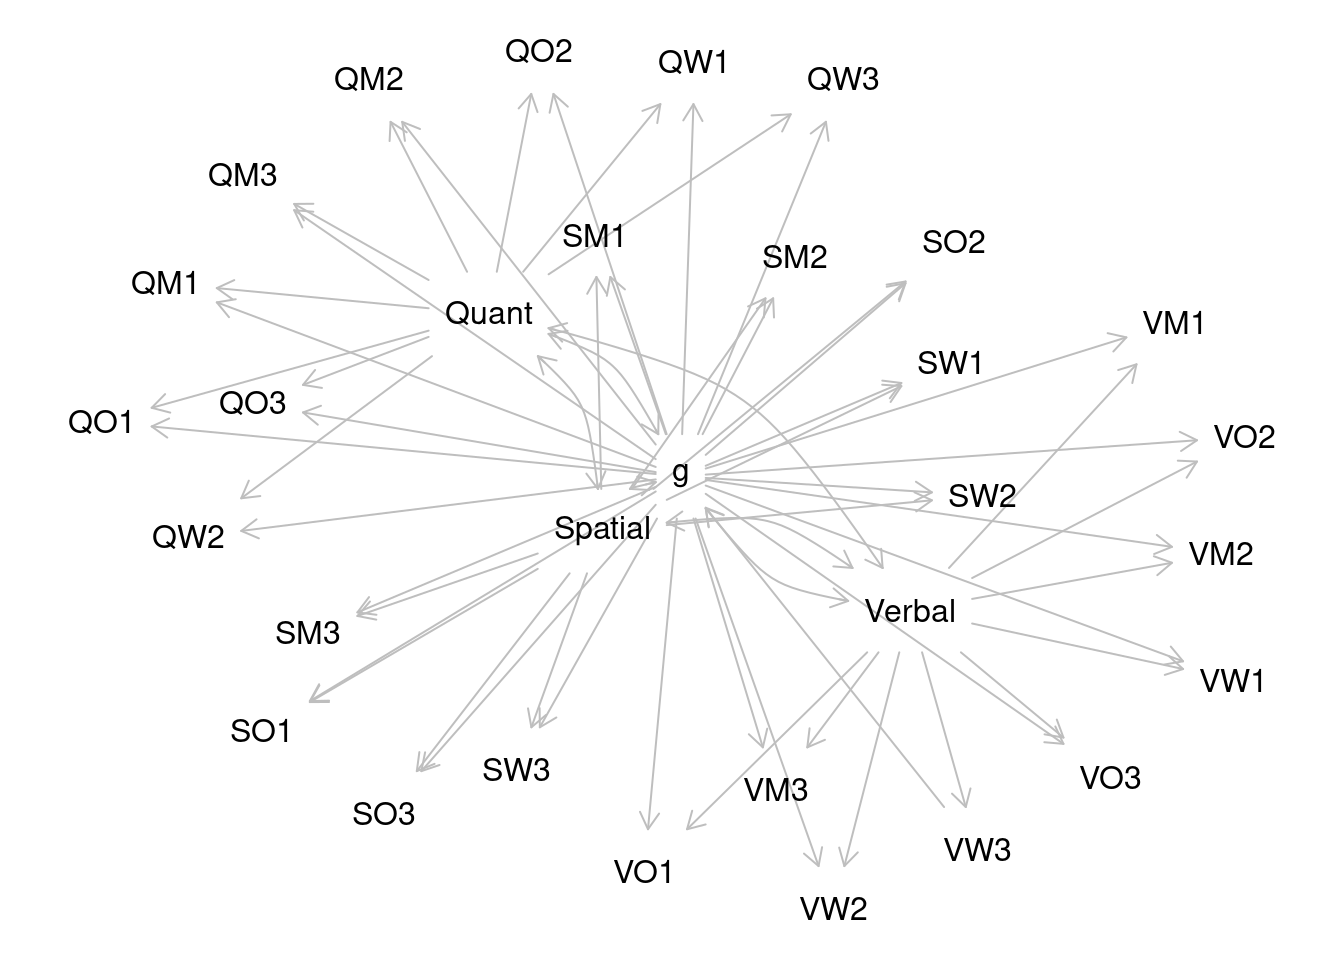 QO2
QW1
QM2
QW3
QM3
SM1
SO2
SM2
QM1
Quant
VM1
SW1
QO3
QO1
VO2
g
SW2
Spatial
QW2
VM2
Verbal
SM3
VW1
SO1
SW3
VO3
VM3
SO3
VW3
VO1
VW2